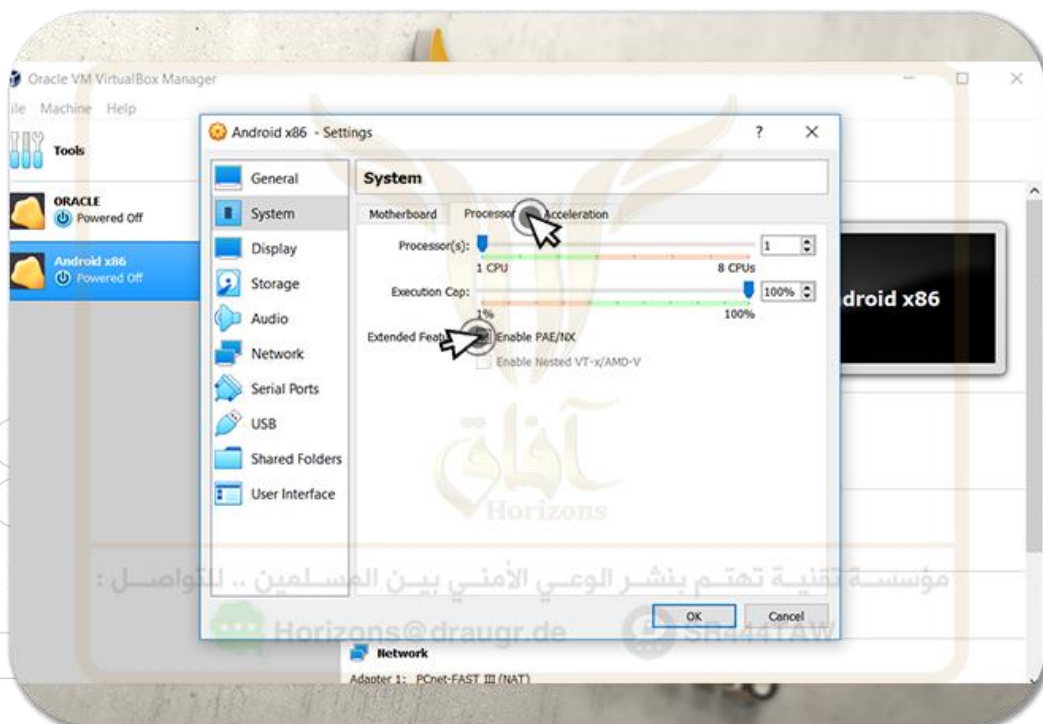 Oracle VM VirtualBox Manager
ile Machine Help
Tools
ORACLE
Powered Off
Android x86
Powered Off
Android x86 - Settings
General
System
Display
Storage
Audio
Network
Serial Ports
USB
Shared Folders
User Interface
System
Motherboard Processor Acceleration
Processor(s): 1
1 CPU 8 CPUs
Execution Cap: 100%
1% 100%
Extended Feat Enable PAE/NX
Enable Nested VT-x/AMD-V
OK Cancel
droid x86
آفاق
Horizons
مؤسسة تقنية تهتم بنشر الوعي الأمني بين المسلمين .. للتواصل :
Horizons@draugr.de SR444TAW
Network
Adapter 1: PCnet-FAST III (NAT)